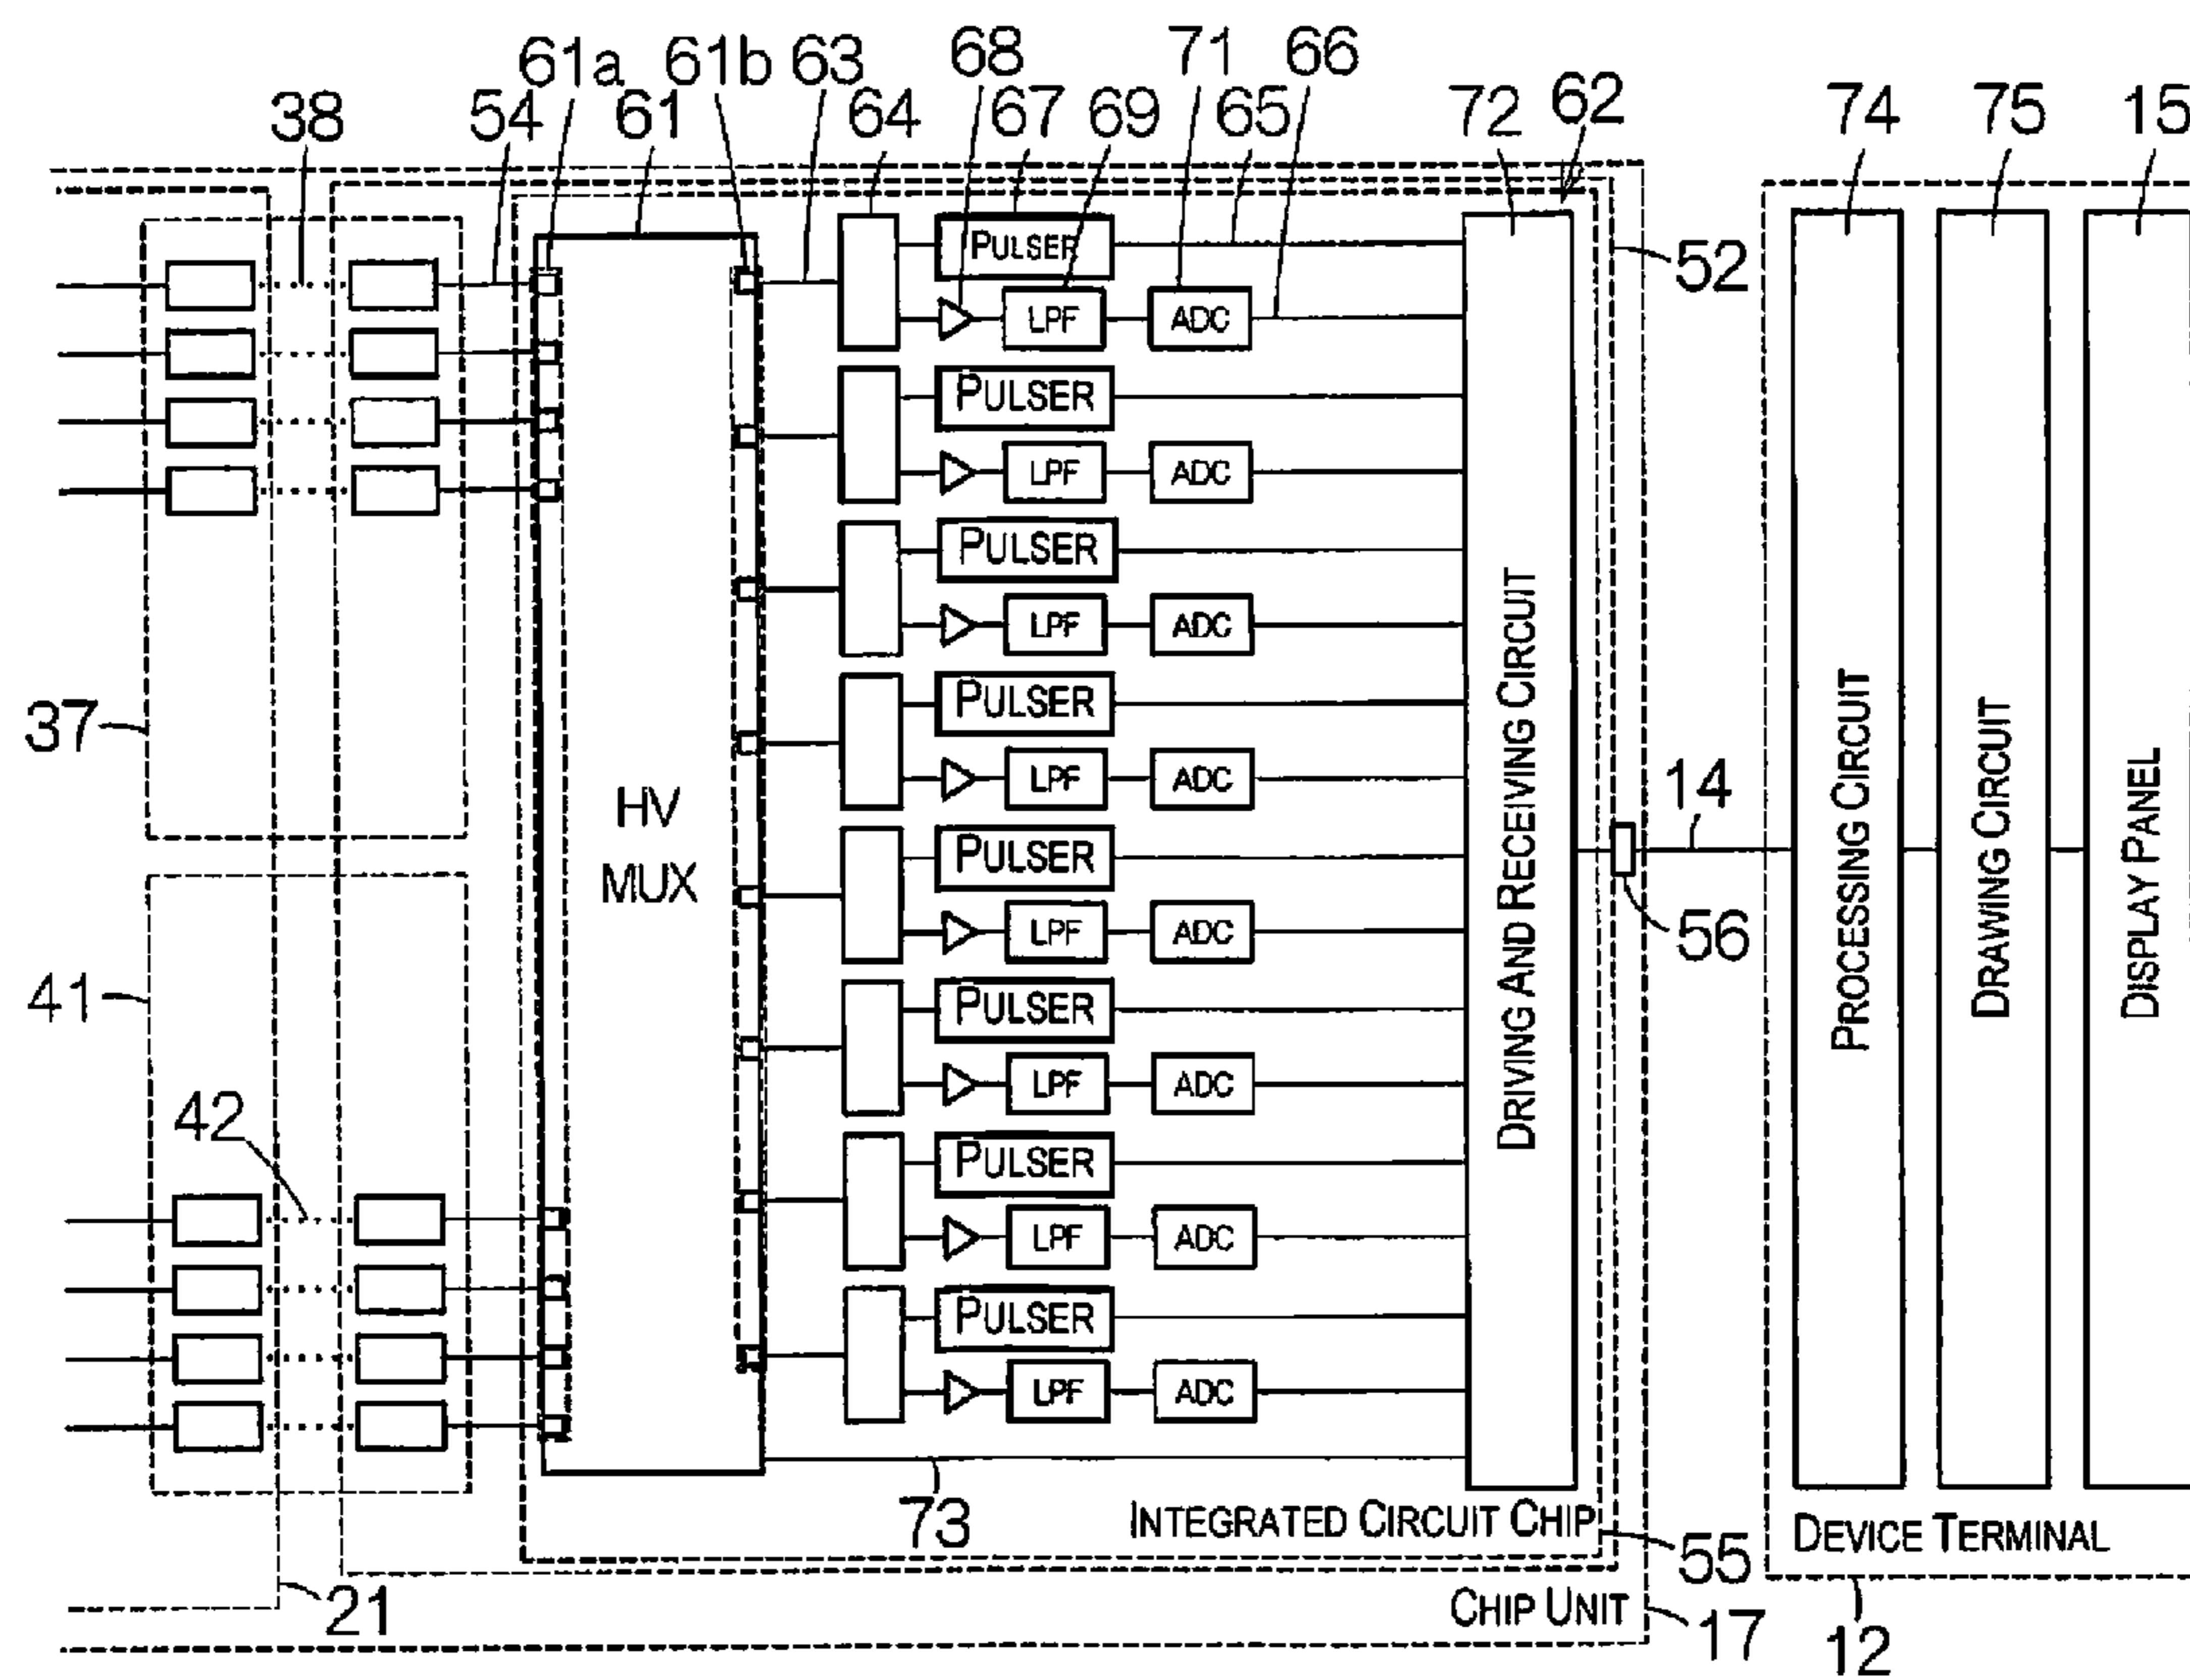 61a 61b 63 68 71 66
38 54 61 64 67 69 65 72 62 74 75 15
PULSER
52
LPF ADC
PULSER
LPF ADC
PULSER
LPF ADC
PULSER
37
LPF ADC
14
HV
MUX
PULSER
LPF ADC
56
41
PULSER
LPF ADC
42
PULSER
LPF ADC
PULSER
LPF ADC
DRIVING AND RECEIVING CIRCUIT
PROCESSING CIRCUIT
DRAWING CIRCUIT
DISPLAY PANEL
73
INTEGRATED CIRCUIT CHIP
55
DEVICE TERMINAL
21
CHIP UNIT
17
12